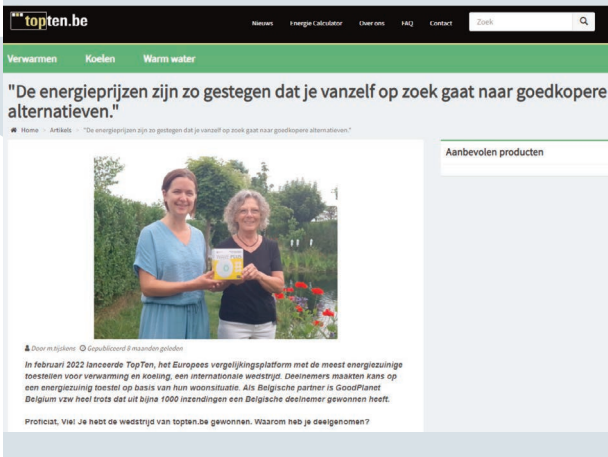 topten.be
Nieuws Energie Calculator Over ons FAQ Contact Zoek
Verwarmen Koelen Warm water
"De energieprijzen zijn zo gestegen dat je vanzelf op zoek gaat naar goedkopere
alternatieven."
Home > Artikels > "De energieprijzen zijn zo gestegen dat je vanzelf op zoek gaat naar goedkopere alternatieven."
Aanbevolen producten
Door m.tijskens Gepubliceerd 8 maanden geleden
In februari 2022 lanceerde TopTen, het Europees vergelijkingsplatform met de meest energiezuinige
toestellen voor verwarming en koeling, een internationale wedstrijd. Deelnemers maakten kans op
een energiezuinig toestel op basis van hun woonsituatie. Als Belgische partner is GoodPlanet
Belgium vzw heel trots dat uit bijna 1000 inzendingen een Belgische deelnemer gewonnen heeft.
Proficiat, Vie! Je hebt de wedstrijd van topten.be gewonnen. Waarom heb je deelgenomen?